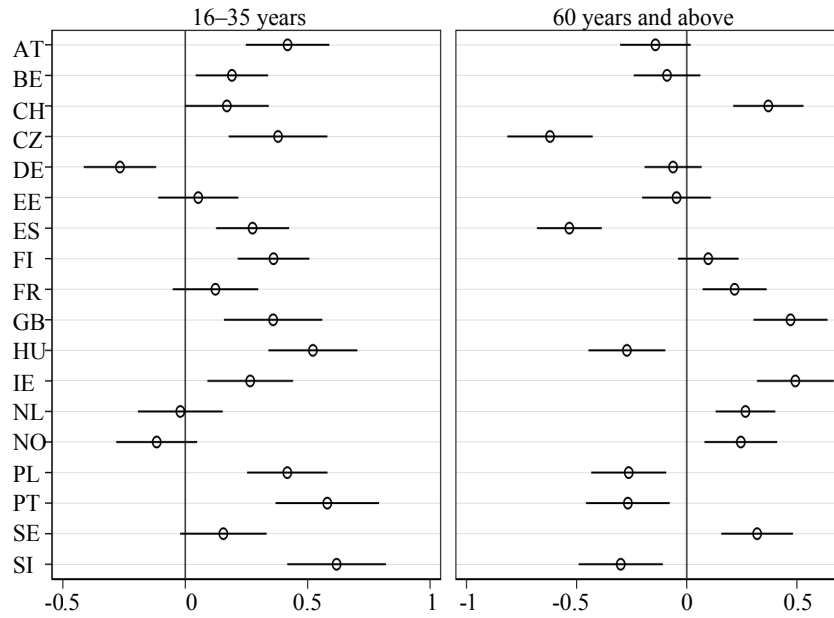 16–35 years
60 years and above
AT
BE
CH
CZ
DE
EE
ES
FI
FR
GB
HU
IE
NL
NO
PL
PT
SE
SI
-0.5 0 0.5 1
-1 -0.5 0 0.5